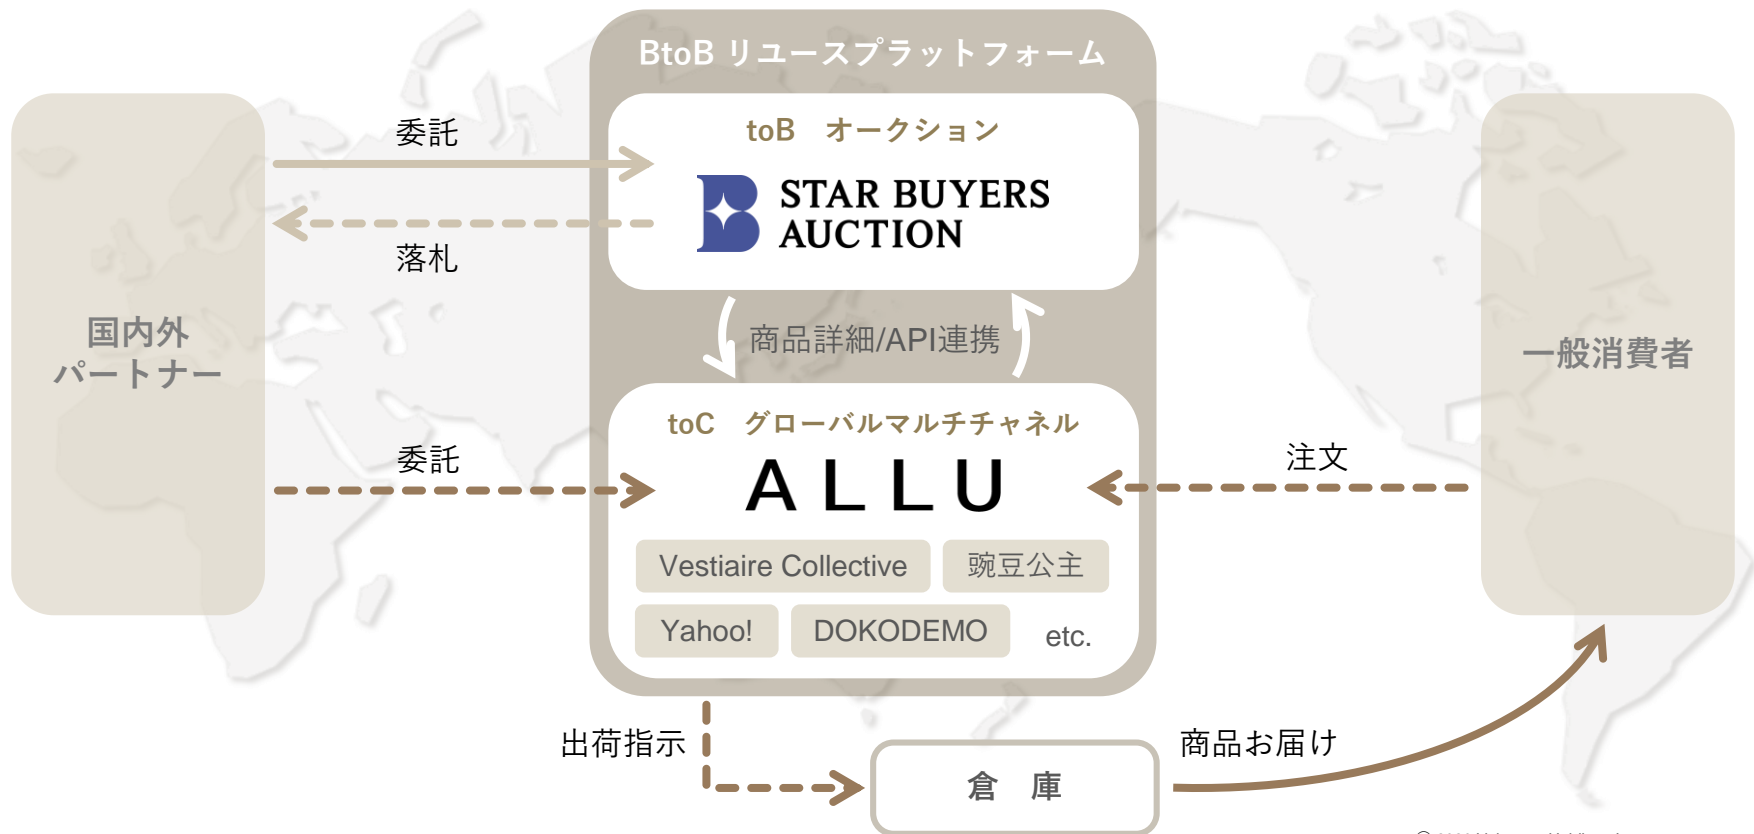 BtoB リユースプラットフォーム
toB　オークション
STAR BUYERS
AUCTION
委託
落札
国内外
パートナー
商品詳細/API連携
一般消費者
toC　グローバルマルチチャネル
ALLU
委託
注文
Vestiaire Collective
豌豆公主
Yahoo!
DOKODEMO
etc.
出荷指示
商品お届け
倉　庫